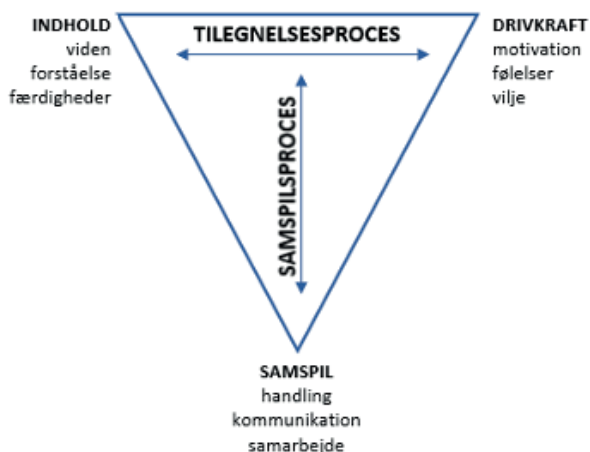 INDHOLD
viden
forståelse
færdigheder
TILEGNELSESPROCES
DRIVKRAFT
motivation
følelser
vilje
SAMSPILSPROCES
SAMSPIL
handling
kommunikation
samarbejde